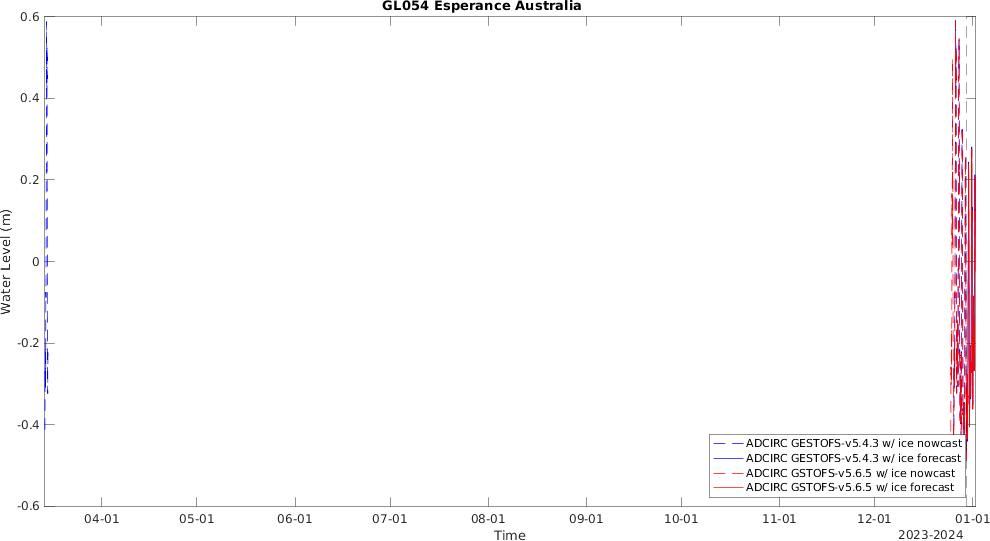 GL054 Esperance Australia
0.6
0.4
0.2
0
-0.2
-0.4
-0.6
Water Level (m)
ADCIRC GESTOFS-v5.4.3 w/ ice nowcast
ADCIRC GESTOFS-v5.4.3 w/ ice forecast
ADCIRC GSTOFS-v5.6.5 w/ ice nowcast
ADCIRC GSTOFS-v5.6.5 w/ ice forecast
04-01 05-01 06-01 07-01 08-01 09-01 10-01 11-01 12-01 01-01
Time
2023-2024